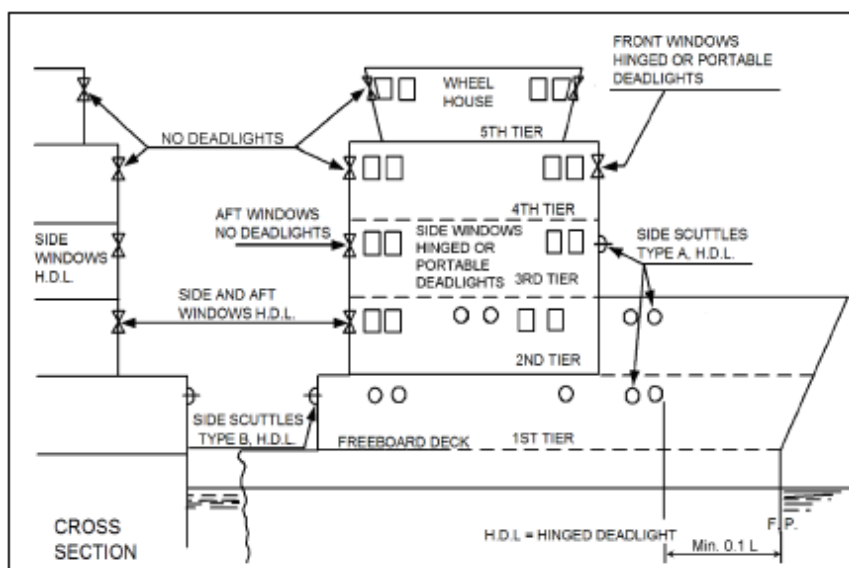 FRONT WINDOWS
HINGED OR PORTABLE
DEADLIGHTS
WHEEL
HOUSE
NO DEADLIGHTS
5TH TIER
4TH TIER
AFT WINDOWS
NO DEADLIGHTS
SIDE
WINDOWS
H.D.L.
SIDE WINDOWS
HINGED OR
PORTABLE
DEADLIGHTS
3RD TIER
SIDE SCUTTLES
TYPE A, H.D.L.
SIDE AND AFT
WINDOWS H.D.L.
2ND TIER
SIDE SCUTTLES
TYPE B, H.D.L.
FREEBOARD DECK
1ST TIER
CROSS
SECTION
H.D.L = HINGED DEADLIGHT
F.P.
Min. 0.1 L